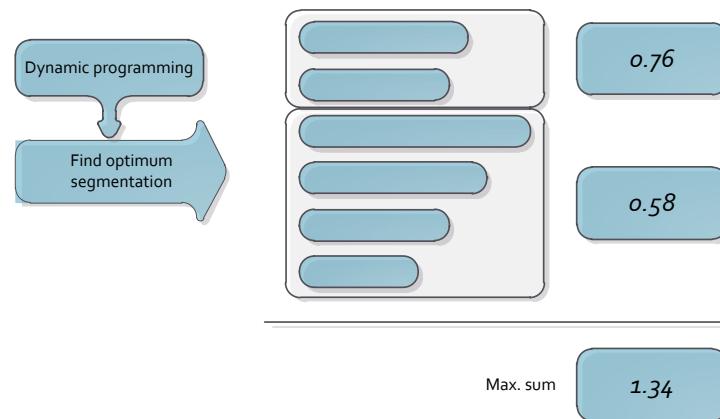 Dynamic programming
Find optimum
segmentation
0.76
0.58
Max. sum
1.34